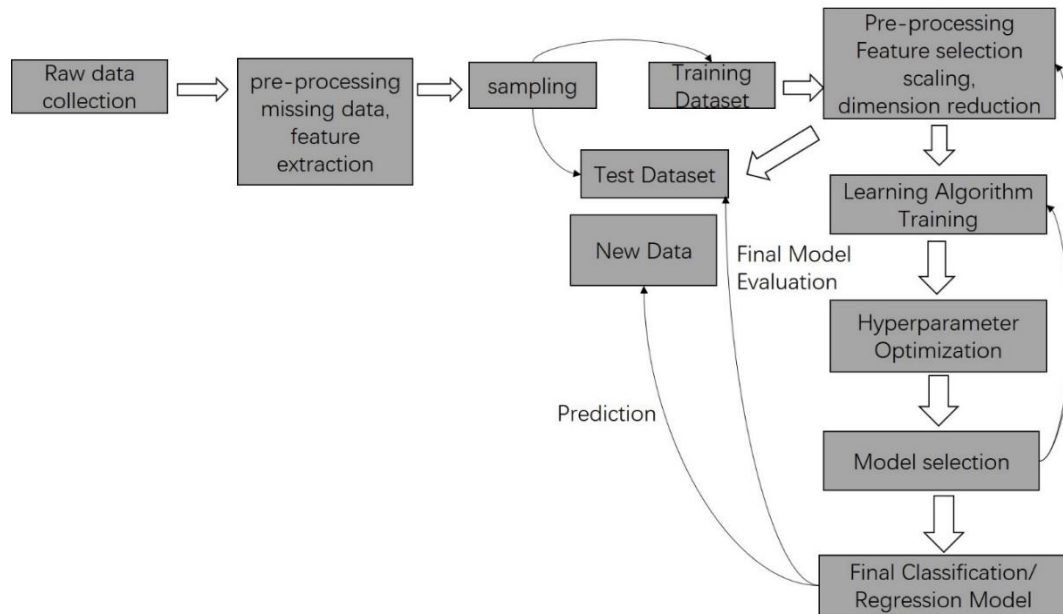 Raw data
collection
pre-processing
missing data,
feature
extraction
sampling
Training
Dataset
Pre-processing
Feature selection
scaling,
dimension reduction
Test Dataset
New Data
Learning Algorithm
Training
Final Model
Evaluation
Hyperparameter
Optimization
Prediction
Model selection
Final Classification/
Regression Model